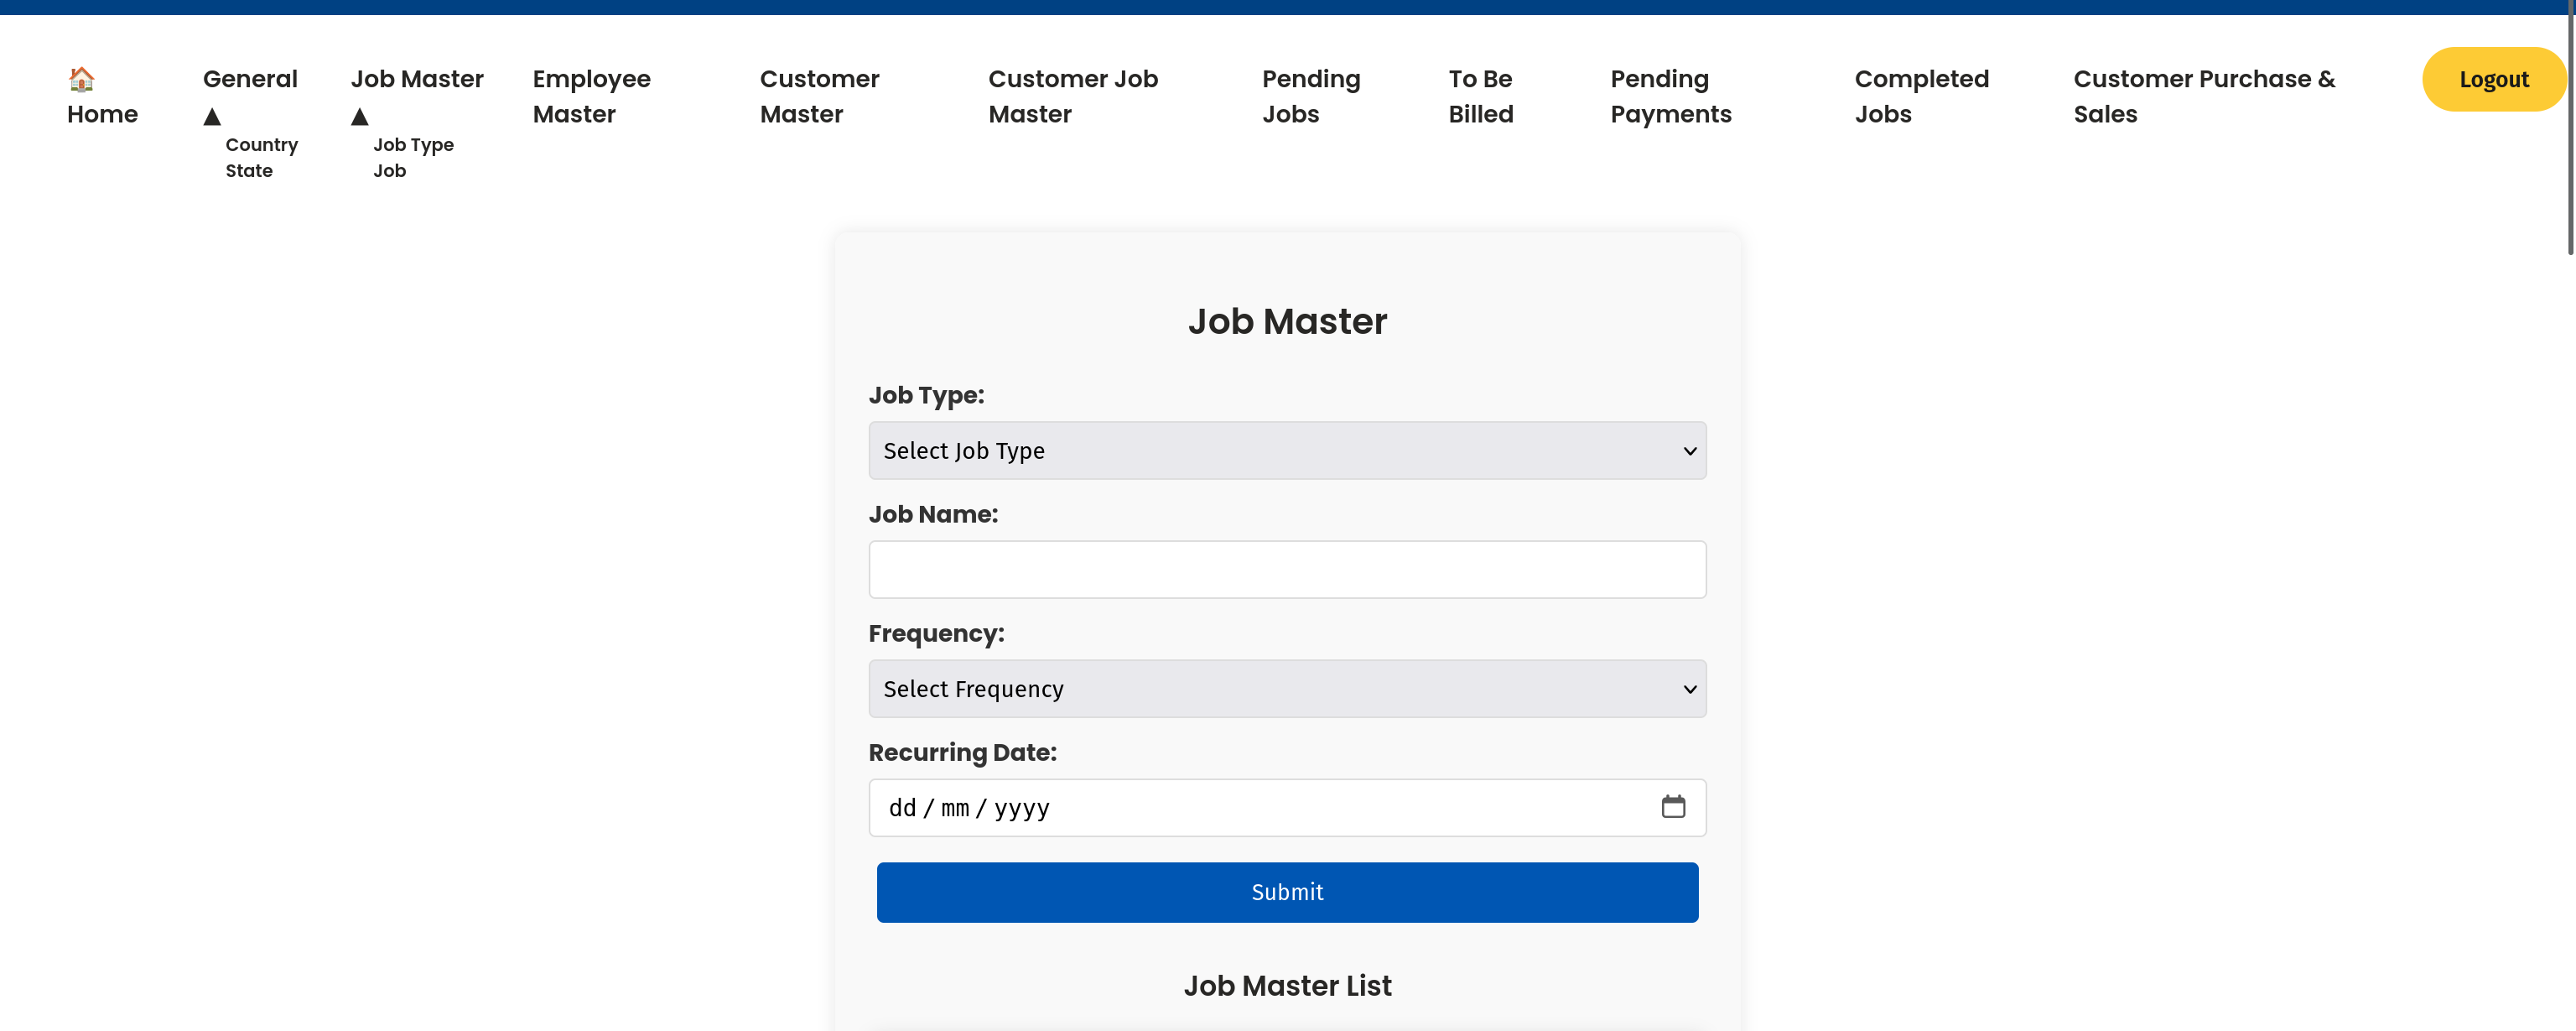 🏠 Home
General ▲
Country
State
Job Master ▲
Job Type
Job
Employee Master
Customer Master
Customer Job Master
Pending Jobs
To Be Billed
Pending Payments
Completed Jobs
Customer Purchase & Sales
Logout
Job Master
Job Type:
Select Job Type
Job Name:
Frequency:
Select Frequency
Recurring Date:
dd / mm / yyyy
Submit
Job Master List